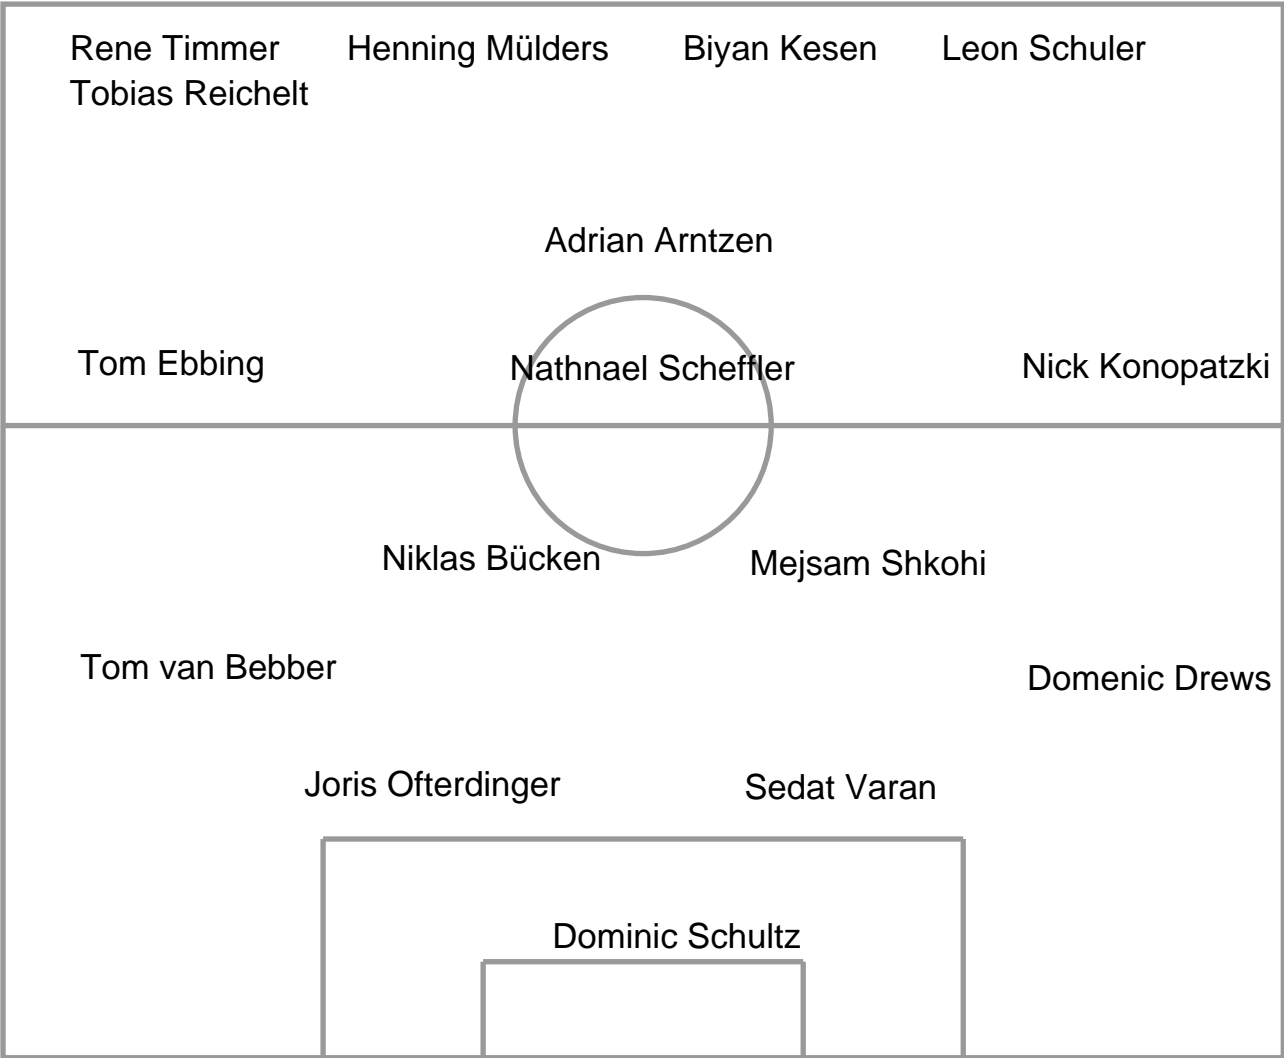 Rene Timmer Henning Mülders Biyan Kesen Leon Schuler
Tobias Reichelt
Adrian Arntzen
Tom Ebbing Nathnael Scheffler Nick Konopatzki
Niklas Bücken Mejsam Shkohi
Tom van Bebber Domenic Drews
Joris Ofterdinger Sedat Varan
Dominic Schultz